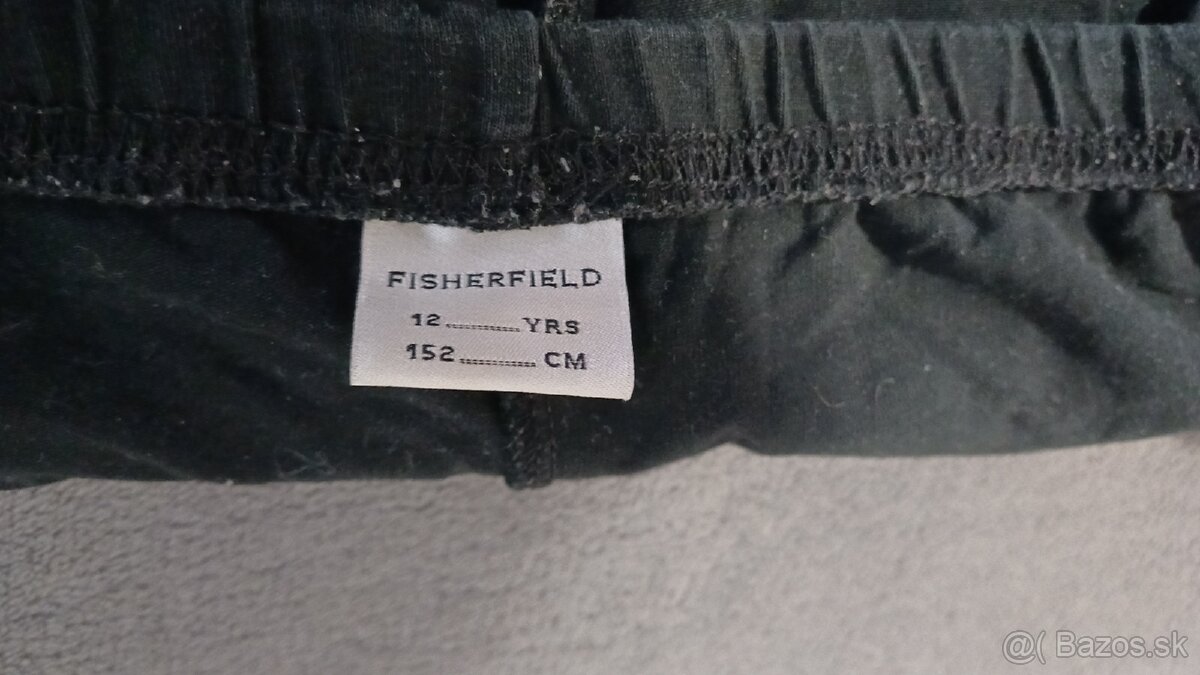 FISHERFIELD
12 YRS
152 CM
@( Bazos.sk